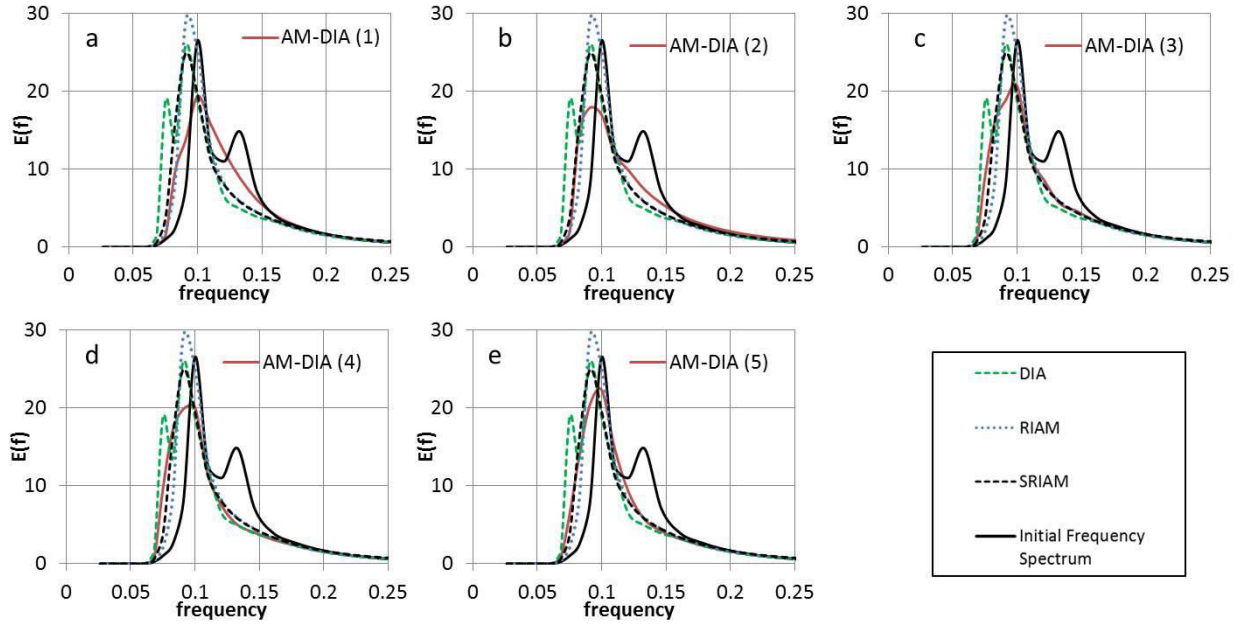 a
AM-DIA (1)
E(f)
30
20
10
0
0 0.05 0.1 0.15 0.2 0.25
frequency
b
AM-DIA (2)
E(f)
30
20
10
0
0 0.05 0.1 0.15 0.2 0.25
frequency
c
AM-DIA (3)
E(f)
30
20
10
0
0 0.05 0.1 0.15 0.2 0.25
frequency
d
AM-DIA (4)
E(f)
30
20
10
0
0 0.05 0.1 0.15 0.2 0.25
frequency
e
AM-DIA (5)
E(f)
30
20
10
0
0 0.05 0.1 0.15 0.2 0.25
frequency
DIA
RIAM
SRIAM
Initial Frequency
Spectrum